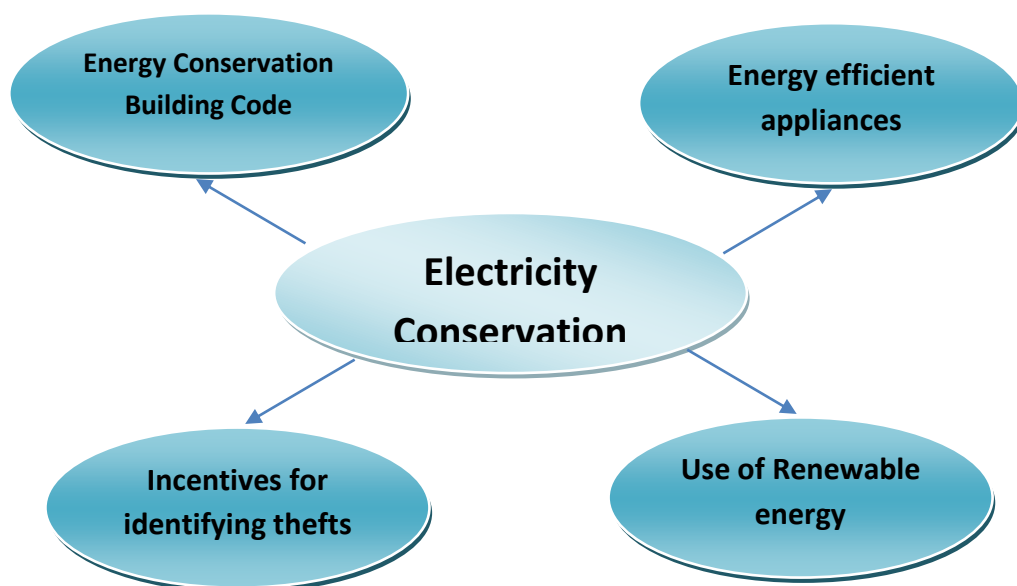 Energy Conservation
Building Code
Energy efficient
appliances
Electricity
Conservation
Incentives for
identifying thefts
Use of Renewable
energy